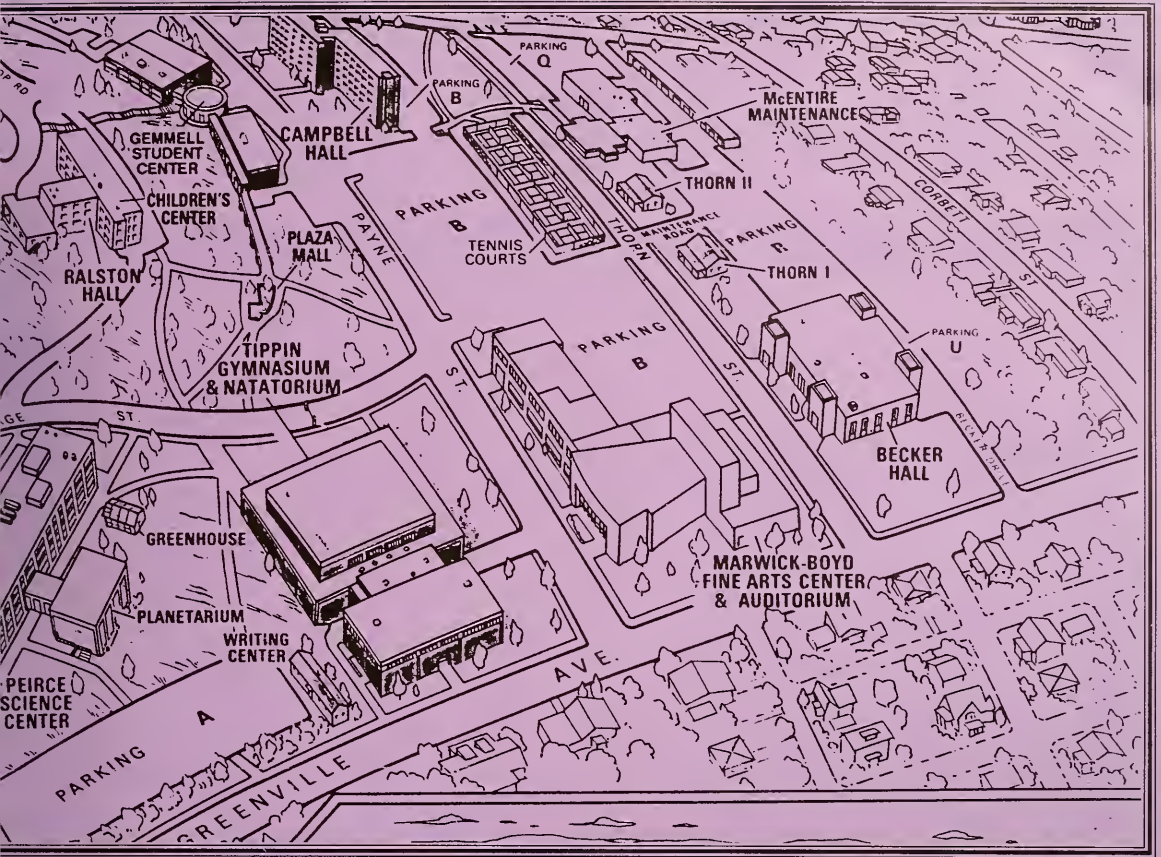 PARKING
Q
PARKING
B
McENTIRE
MAINTENANCE
CAMPBELL
HALL
GEMMELL
STUDENT
CENTER
CHILDREN'S
CENTER
THORN II
CORBETT
ST
PAYNE
ST.
PARKING
B
TENNIS
COURTS
THORN
ST.
MAINTENANCE
ROAD
PARKING
R
THORN I
PLAZA
MALL
RALSTON
HALL
PARKING
U
PARKING
B
TIPPIN
GYMNASIUM
& NATATORIUM
ST.
BECKER
HALL
BECKER DRIVE
GREENHOUSE
PLANETARIUM
WRITING
CENTER
MARWICK-BOYD
FINE ARTS CENTER
& AUDITORIUM
PEIRCE
SCIENCE
CENTER
A
PARKING
GREENVILLE
AVE.